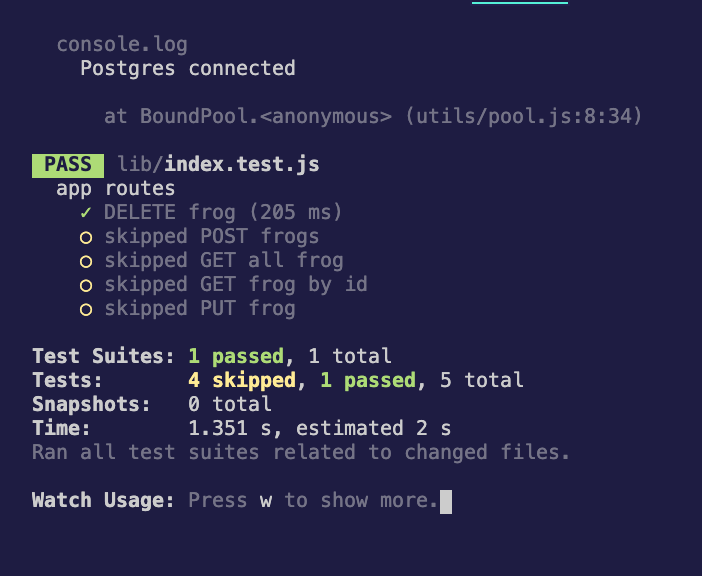 console.log
Postgres connected
at BoundPool.<anonymous> (utils/pool.js:8:34)
PASS lib/index.test.js
app routes
✓ DELETE frog (205 ms)
○ skipped POST frogs
○ skipped GET all frog
○ skipped GET frog by id
○ skipped PUT frog
Test Suites: 1 passed, 1 total
Tests: 4 skipped, 1 passed, 5 total
Snapshots: 0 total
Time: 1.351 s, estimated 2 s
Ran all test suites related to changed files.
Watch Usage: Press w to show more.